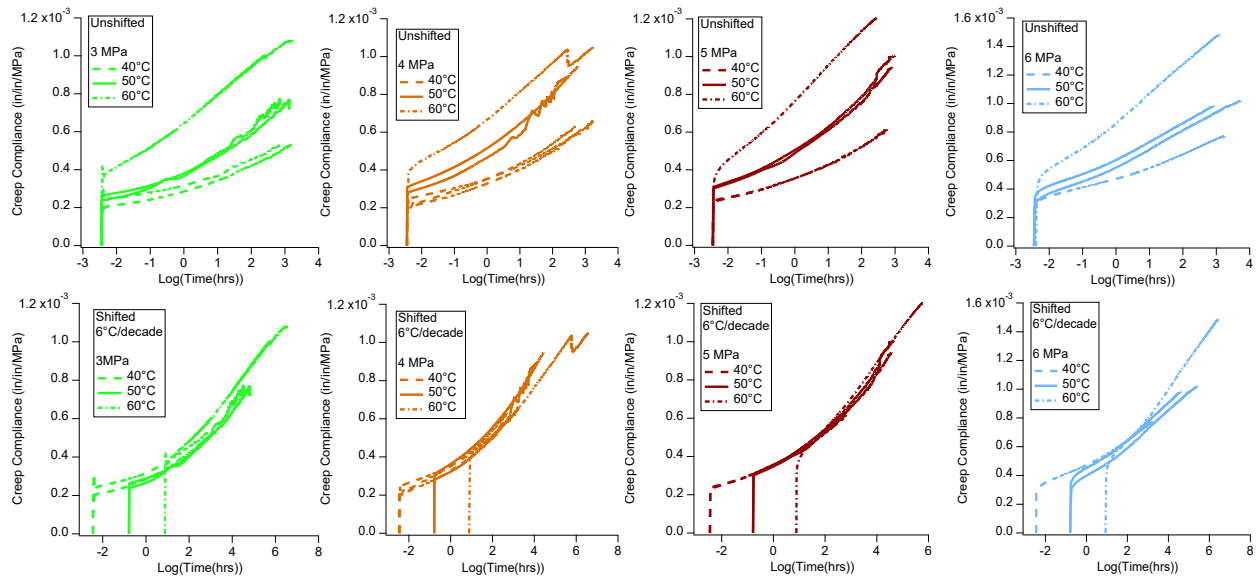 1.2 x10⁻³
1.0
0.8
0.6
0.4
0.2
0.0
Creep Compliance (in/in/MPa)
-3 -2 -1 0 1 2 3 4
Log(Time(hrs))
Unshifted
3 MPa
40°C
50°C
60°C
1.2 x10⁻³
1.0
0.8
0.6
0.4
0.2
0.0
Creep Compliance (in/in/MPa)
-3 -2 -1 0 1 2 3 4
Log(Time(hrs))
Unshifted
4 MPa
40°C
50°C
60°C
1.2 x10⁻³
1.0
0.8
0.6
0.4
0.2
0.0
Creep Compliance (in/in/MPa)
-3 -2 -1 0 1 2 3 4
Log(Time(hrs))
Unshifted
5 MPa
40°C
50°C
60°C
1.6 x10⁻³
1.4
1.2
1.0
0.8
0.6
0.4
0.2
0.0
Creep Compliance (in/in/MPa)
-3 -2 -1 0 1 2 3 4
Log(Time(hrs))
Unshifted
6 MPa
40°C
50°C
60°C
1.2 x10⁻³
1.0
0.8
0.6
0.4
0.2
0.0
Creep Compliance (in/in/MPa)
-2 0 2 4 6 8
Log(Time(hrs))
Shifted
6°C/decade
3MPa
40°C
50°C
60°C
1.2 x10⁻³
1.0
0.8
0.6
0.4
0.2
0.0
Creep Compliance (in/in/MPa)
-2 0 2 4 6 8
Log(Time(hrs))
Shifted
6°C/decade
4 MPa
40°C
50°C
60°C
1.2 x10⁻³
1.0
0.8
0.6
0.4
0.2
0.0
Creep Compliance (in/in/MPa)
-2 0 2 4 6
Log(Time(hrs))
Shifted
6°C/decade
5 MPa
40°C
50°C
60°C
1.6 x10⁻³
1.4
1.2
1.0
0.8
0.6
0.4
0.2
0.0
Creep Compliance (in/in/MPa)
-2 0 2 4 6 8
Log(Time(hrs))
Shifted
6°C/decade
6 MPa
40°C
50°C
60°C